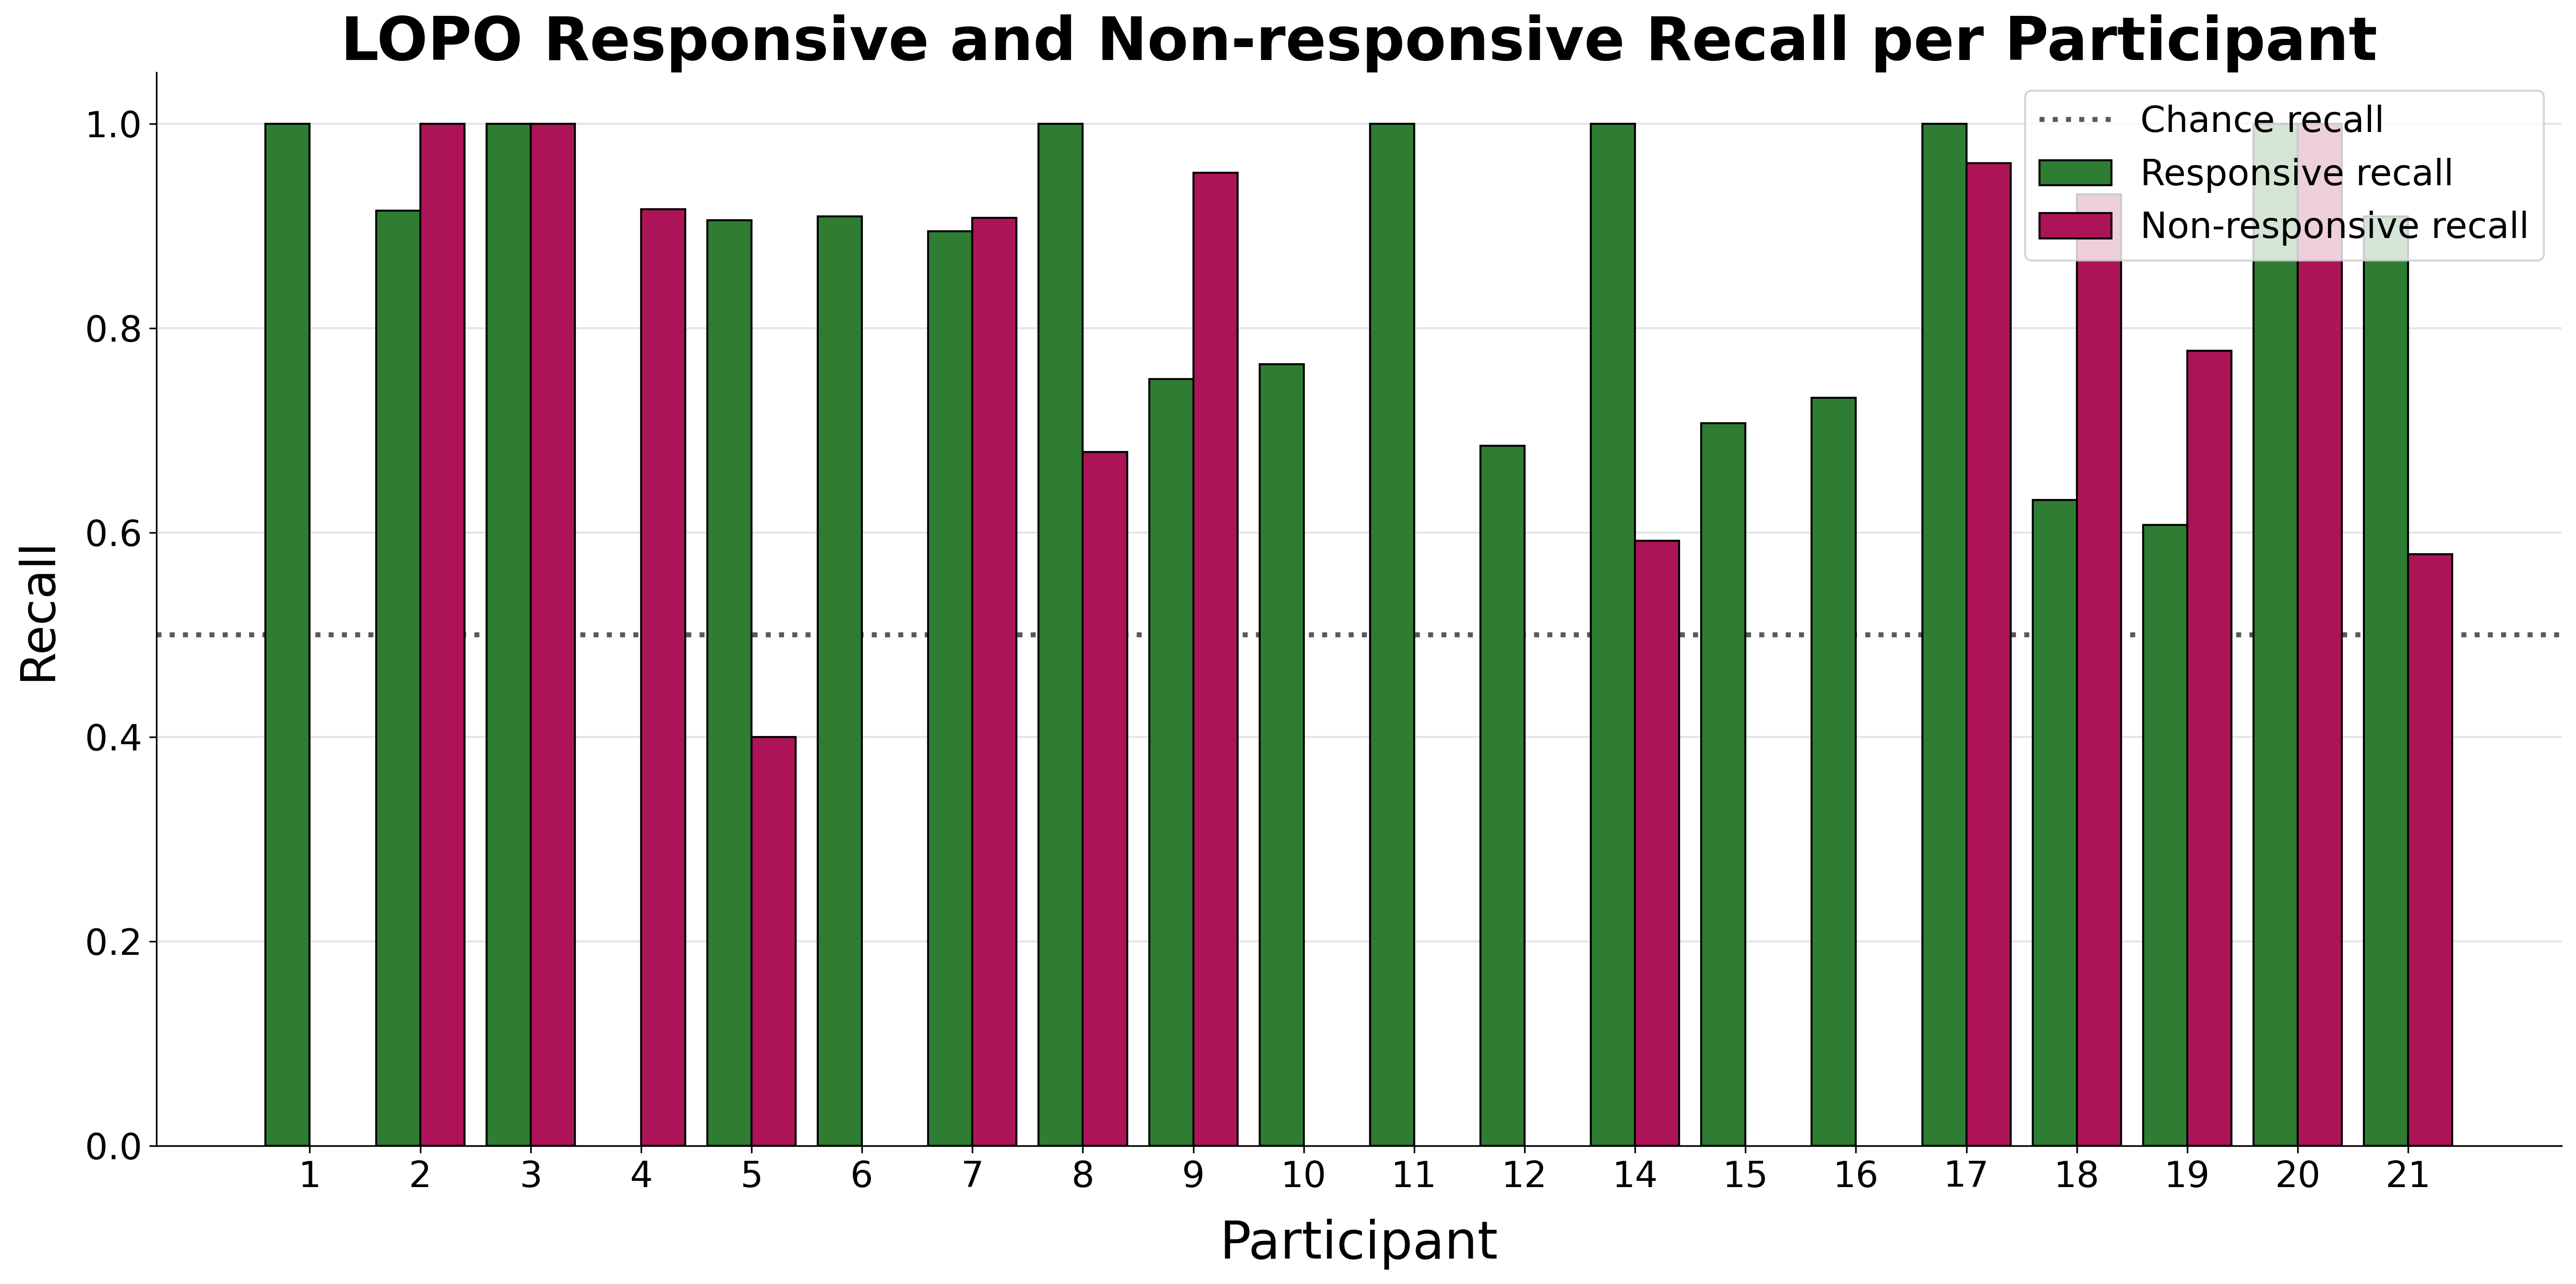 LOPO Responsive and Non-responsive Recall per Participant
Chance recall
Responsive recall
Non-responsive recall
1.0
0.8
0.6
0.4
0.2
0.0
Recall
1 2 3 4 5 6 7 8 9 10 11 12 14 15 16 17 18 19 20 21
Participant